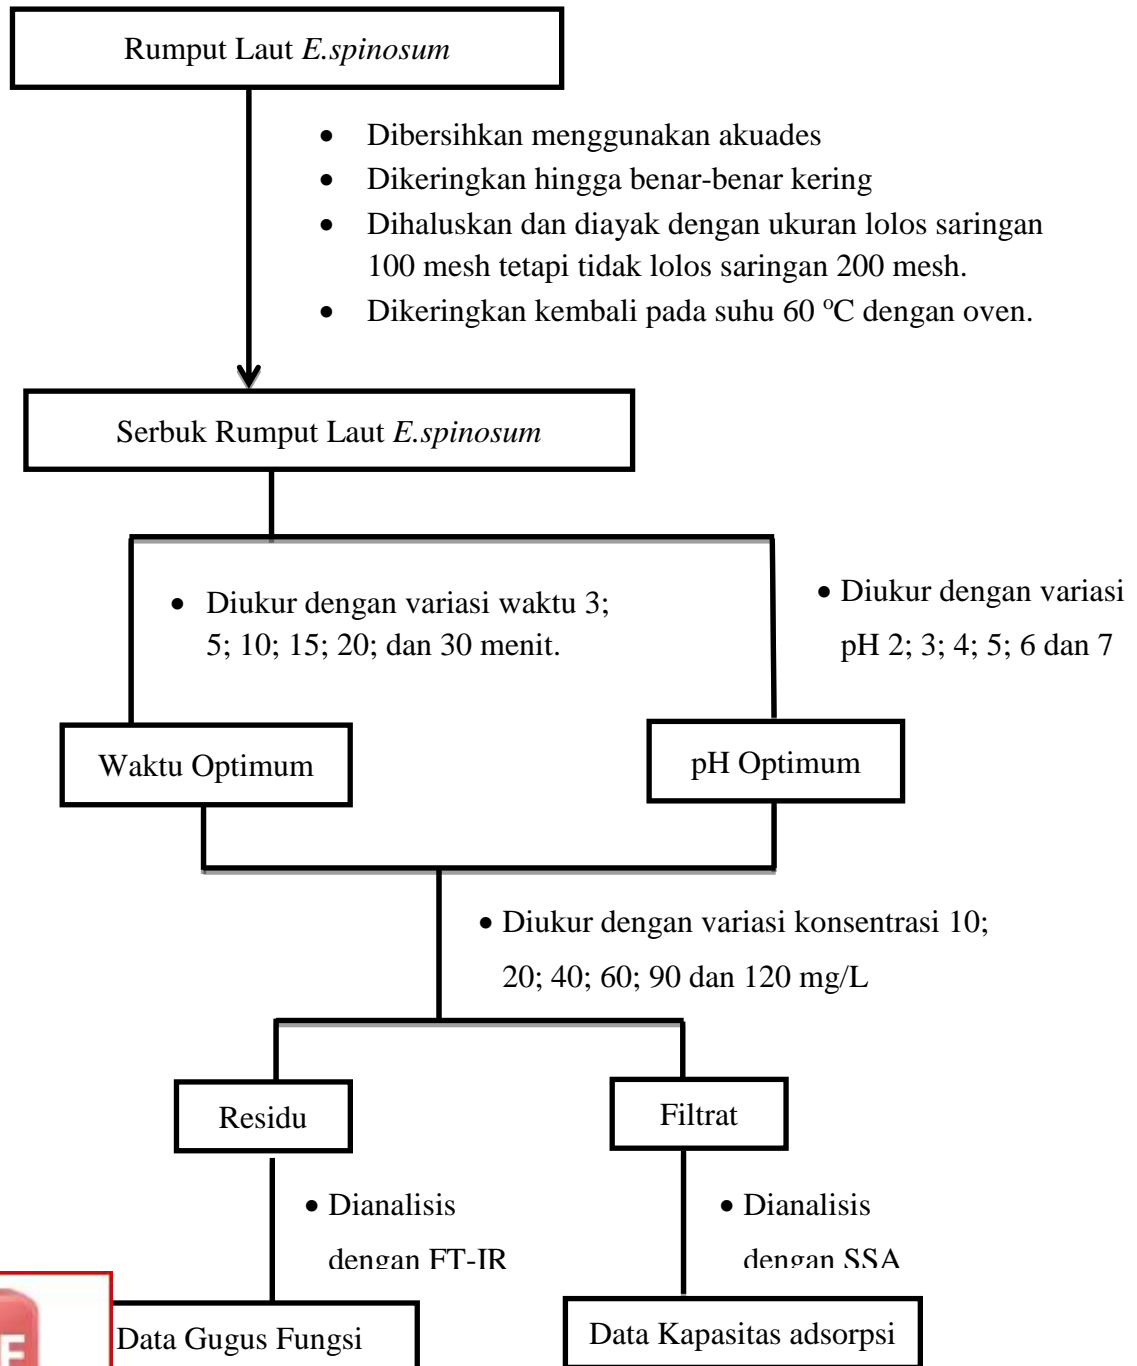 Rumput Laut E.spinosum
• Dibersihkan menggunakan akuades
• Dikeringkan hingga benar-benar kering
• Dihaluskan dan diayak dengan ukuran lolos saringan
100 mesh tetapi tidak lolos saringan 200 mesh.
• Dikeringkan kembali pada suhu 60 °C dengan oven.
Serbuk Rumput Laut E.spinosum
• Diukur dengan variasi waktu 3;
5; 10; 15; 20; dan 30 menit.
• Diukur dengan variasi
pH 2; 3; 4; 5; 6 dan 7
Waktu Optimum
pH Optimum
• Diukur dengan variasi konsentrasi 10;
20; 40; 60; 90 dan 120 mg/L
Residu
Filtrat
• Dianalisis
dengan FT-IR
• Dianalisis
dengan SSA
Data Gugus Fungsi
Data Kapasitas adsorpsi